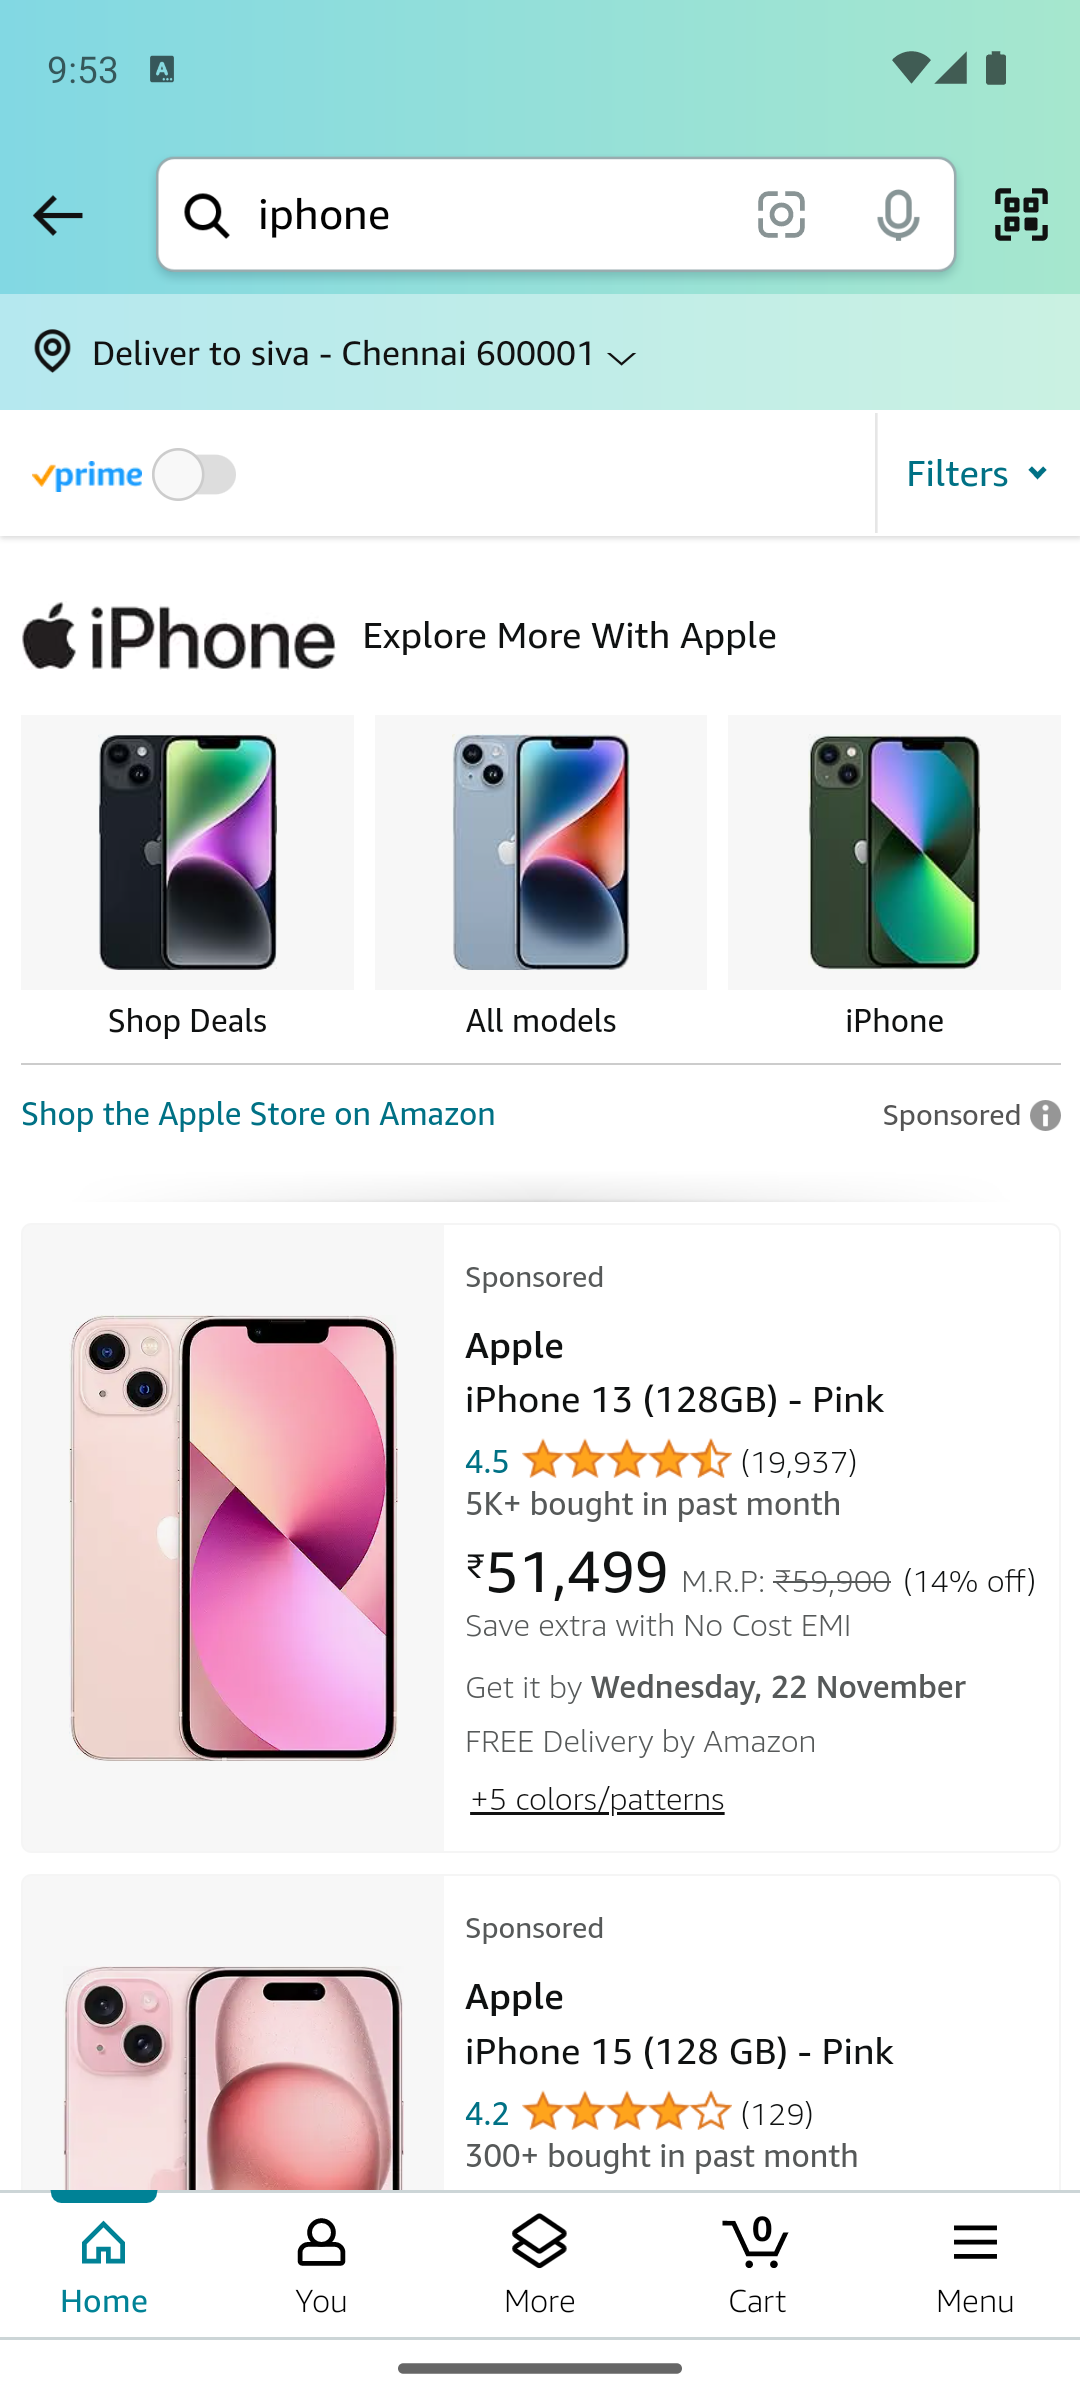 9:53
A
iphone
Deliver to siva - Chennai 600001
prime
Filters
iPhone
Explore More With Apple
Shop Deals
All models
iPhone
Shop the Apple Store on Amazon
Sponsored
Sponsored
Apple
iPhone 13 (128GB) - Pink
4.5 (19,937)
5K+ bought in past month
₹51,499 M.R.P: ₹59,900 (14% off)
Save extra with No Cost EMI
Get it by Wednesday, 22 November
FREE Delivery by Amazon
+5 colors/patterns
Sponsored
Apple
iPhone 15 (128 GB) - Pink
4.2 (129)
300+ bought in past month
Home
You
More
0
Cart
Menu